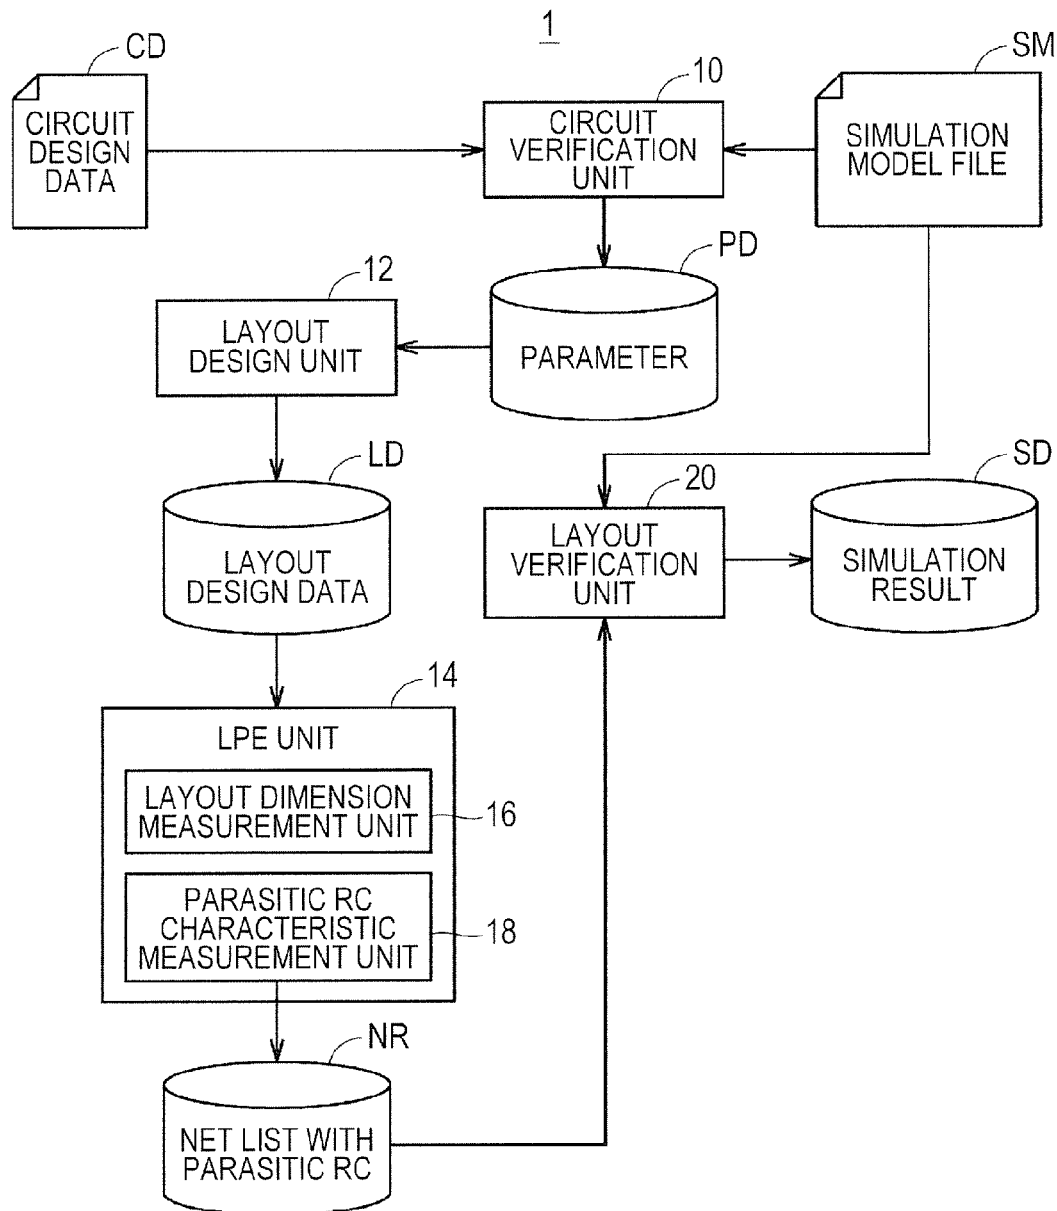 1
CD
10
SM
CIRCUIT
DESIGN
DATA
CIRCUIT
VERIFICATION
UNIT
SIMULATION
MODEL FILE
12
PD
LAYOUT
DESIGN UNIT
PARAMETER
LD
20
SD
LAYOUT
DESIGN DATA
LAYOUT
VERIFICATION
UNIT
SIMULATION
RESULT
14
LPE UNIT
LAYOUT DIMENSION
MEASUREMENT UNIT
16
PARASITIC RC
CHARACTERISTIC
MEASUREMENT UNIT
18
NR
NET LIST WITH
PARASITIC RC